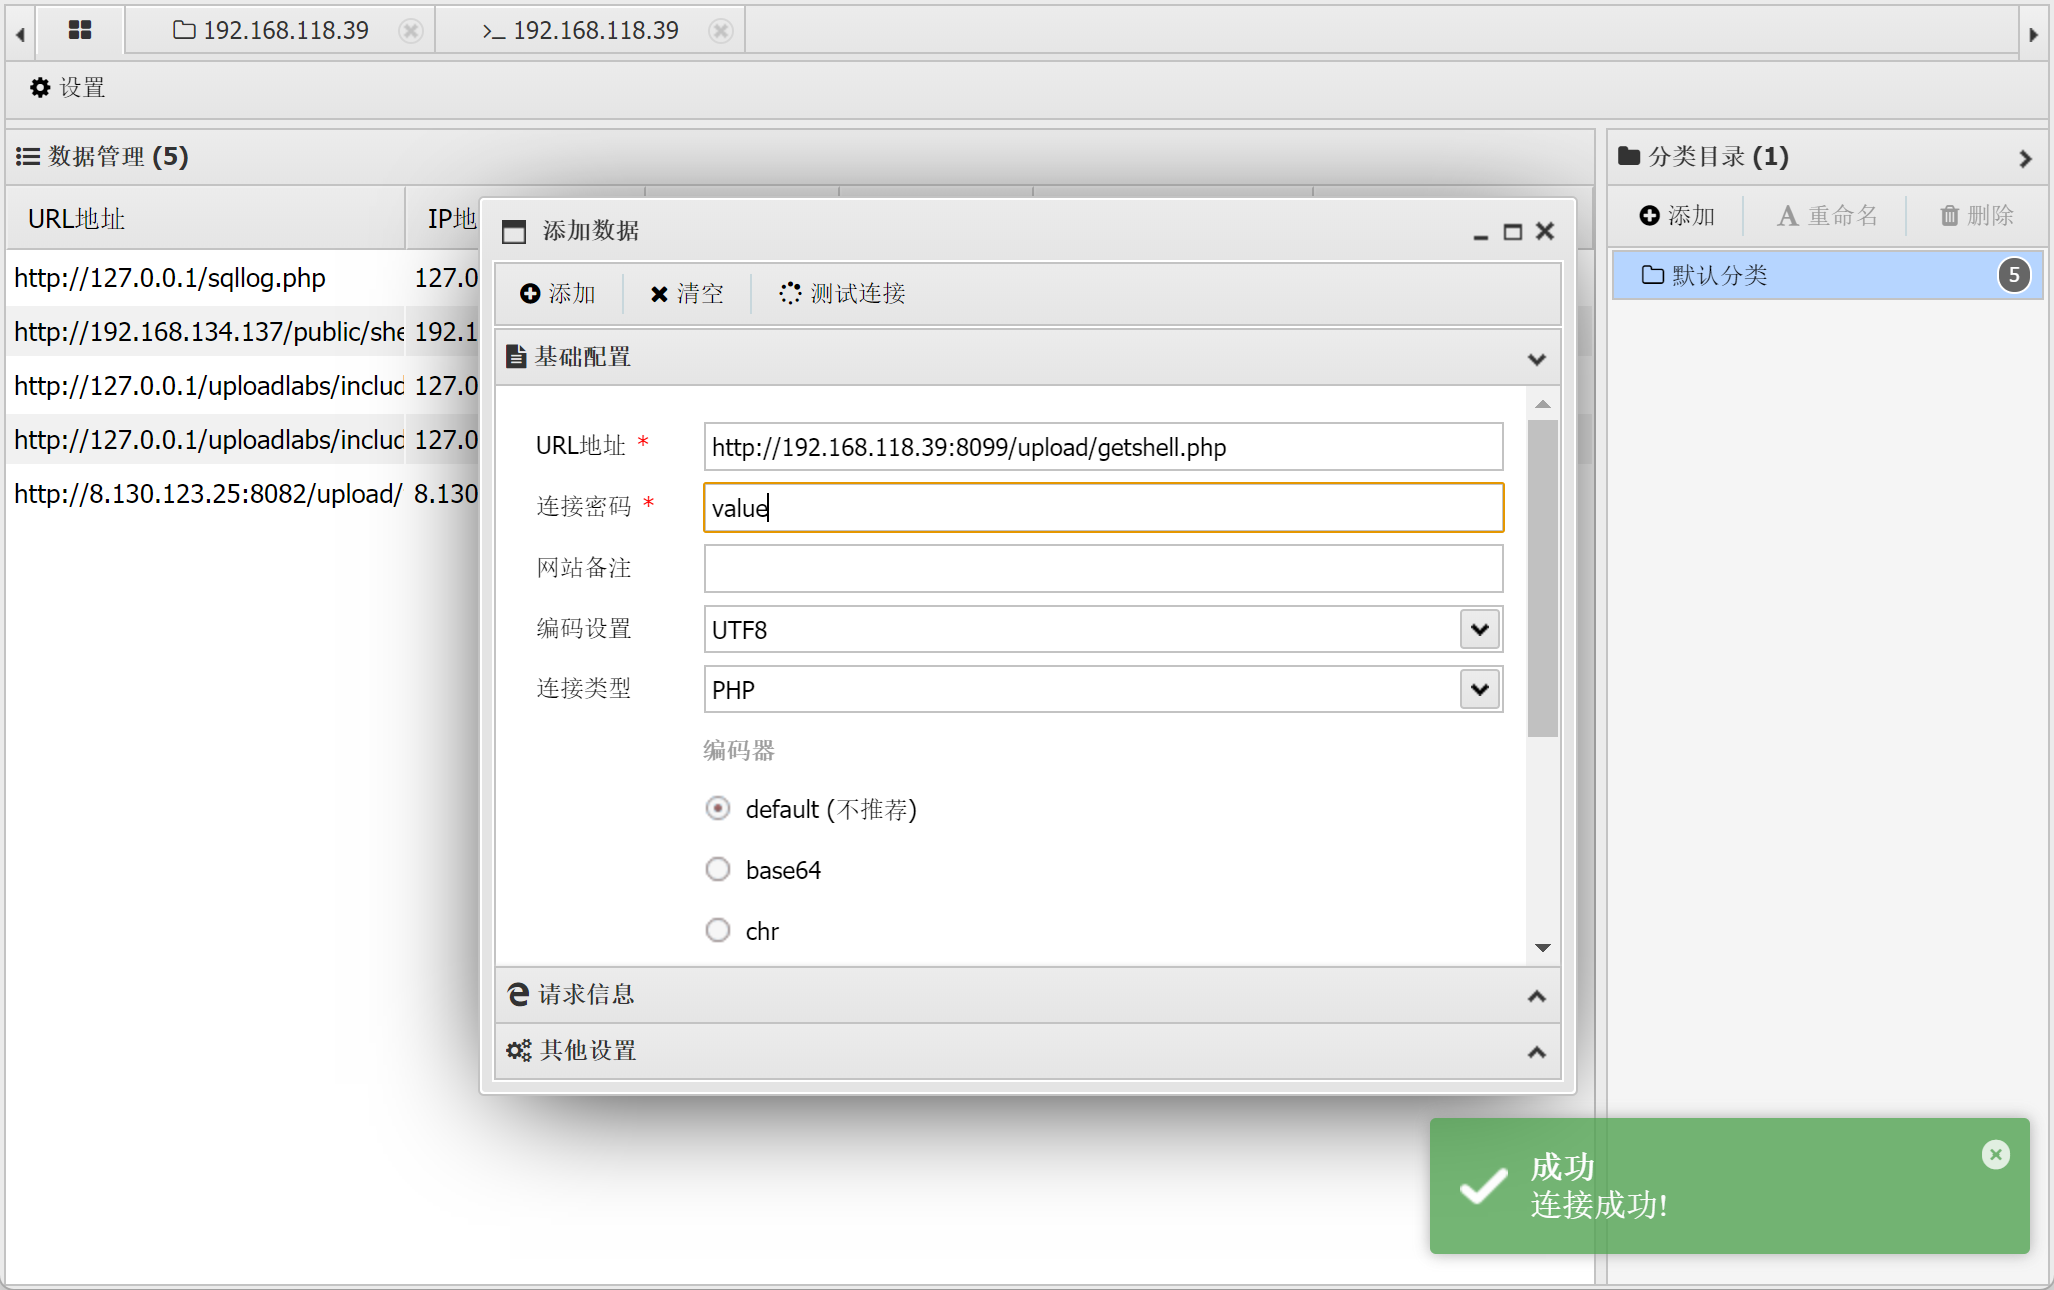 192.168.118.39
>_ 192.168.118.39
设置
数据管理 (5)
URL地址 IP地
http://127.0.0.1/sqllog.php 127.0
http://192.168.134.137/public/she 192.1
http://127.0.0.1/uploadlabs/includ 127.0
http://127.0.0.1/uploadlabs/includ 127.0
http://8.130.123.25:8082/upload/ 8.130
添加数据
添加 清空 测试连接
基础配置
URL地址 * http://192.168.118.39:8099/upload/getshell.php
连接密码 * value
网站备注
编码设置 UTF8
连接类型 PHP
编码器
default (不推荐)
base64
chr
请求信息
其他设置
分类目录 (1)
添加 重命名 删除
默认分类 5
成功
连接成功!